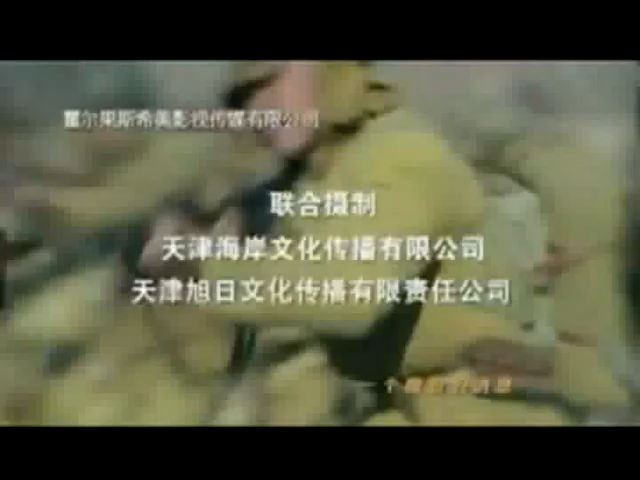 霍尔果斯希美影视传媒有限公司
联合摄制
天津海岸文化传播有限公司
天津旭日文化传播有限责任公司
一个